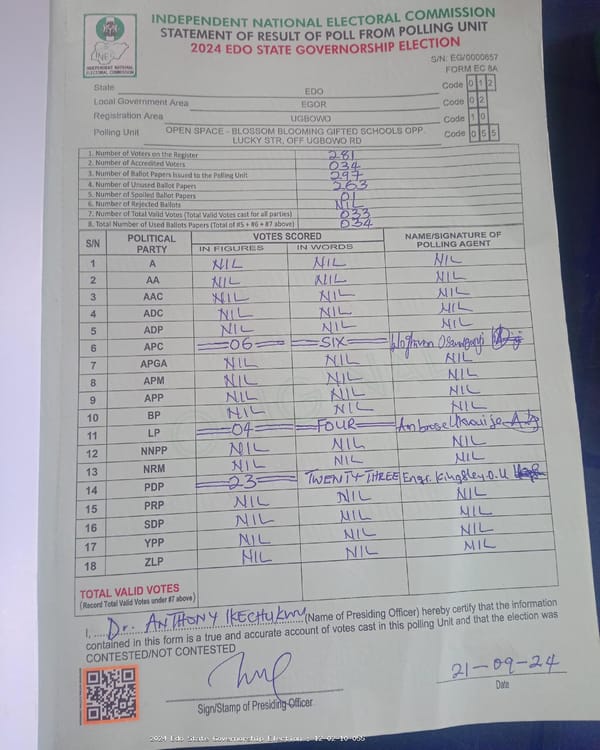 INDEPENDENT NATIONAL ELECTORAL COMMISSION
STATEMENT OF RESULT OF POLL FROM POLLING UNIT
2024 EDO STATE GOVERNORSHIP ELECTION
INEC
INDEPENDENT NATIONAL ELECTORAL COMMISSION
S/N: EG/0000657
FORM EC 8A
State EDO Code 0 1 2
Local Government Area EGOR Code 0 2
Registration Area UGBOWO Code 1 0
Polling Unit OPEN SPACE - BLOSSOM BLOOMING GIFTED SCHOOLS OPP. LUCKY STR, OFF UGBOWO RD Code 0 5 5
1. Number of Voters on the Register 281
2. Number of Accredited Voters 034
3. Number of Ballot Papers Issued to the Polling Unit 297
4. Number of Unused Ballot Papers 263
5. Number of Spoiled Ballot Papers 01
6. Number of Rejected Ballots NIL
7. Number of Total Valid Votes (Total Valid Votes cast for all parties) 033
8. Total Number of Used Ballots Papers (Total of #5 + #6 + #7 above) 034
S/N POLITICAL PARTY VOTES SCORED NAME/SIGNATURE OF POLLING AGENT
IN FIGURES IN WORDS
1 A NIL NIL NIL
2 AA NIL NIL NIL
3 AAC NIL NIL NIL
4 ADC NIL NIL NIL
5 ADP NIL NIL NIL
6 APC 06 SIX
7 APGA NIL NIL NIL
8 APM NIL NIL NIL
9 APP NIL NIL NIL
10 BP NIL NIL NIL
11 LP 04 FOUR Ambrose
12 NNPP NIL NIL NIL
13 NRM NIL NIL NIL
14 PDP 23 TWENTY THREE Engr. Kingsley O.U
15 PRP NIL NIL NIL
16 SDP NIL NIL NIL
17 YPP NIL NIL NIL
18 ZLP NIL NIL NIL
TOTAL VALID VOTES
(Record Total Valid Votes under #7 above)
I, Dr. ANTHONY IKECHUKWU (Name of Presiding Officer) hereby certify that the information
contained in this form is a true and accurate account of votes cast in this polling Unit and that the election was
CONTESTED/NOT CONTESTED
21-09-24
Sign/Stamp of Presiding Officer Date
2024 Edo State Governorship Election : 12-02-10-055